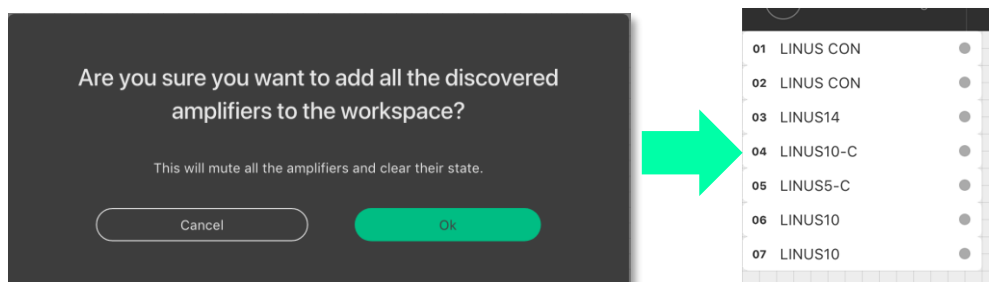 Are you sure you want to add all the discovered
amplifiers to the workspace?
This will mute all the amplifiers and clear their state.
Cancel
Ok
01 LINUS CON
02 LINUS CON
03 LINUS14
04 LINUS10-C
05 LINUS5-C
06 LINUS10
07 LINUS10